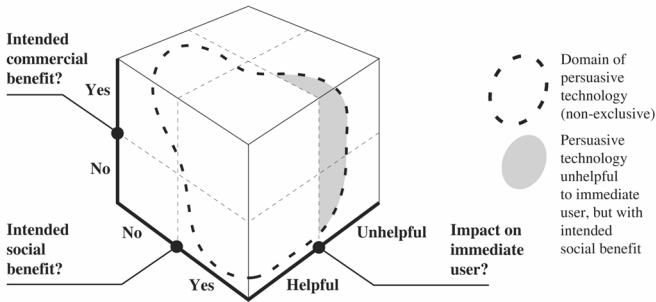 Intended
commercial
benefit?
Yes
No
Intended
social
benefit?
No
Yes
Helpful
Unhelpful
Impact on
immediate
user?
Domain of
persuasive
technology
(non-exclusive)
Persuasive
technology
unhelpful
to immediate
user, but with
intended
social benefit